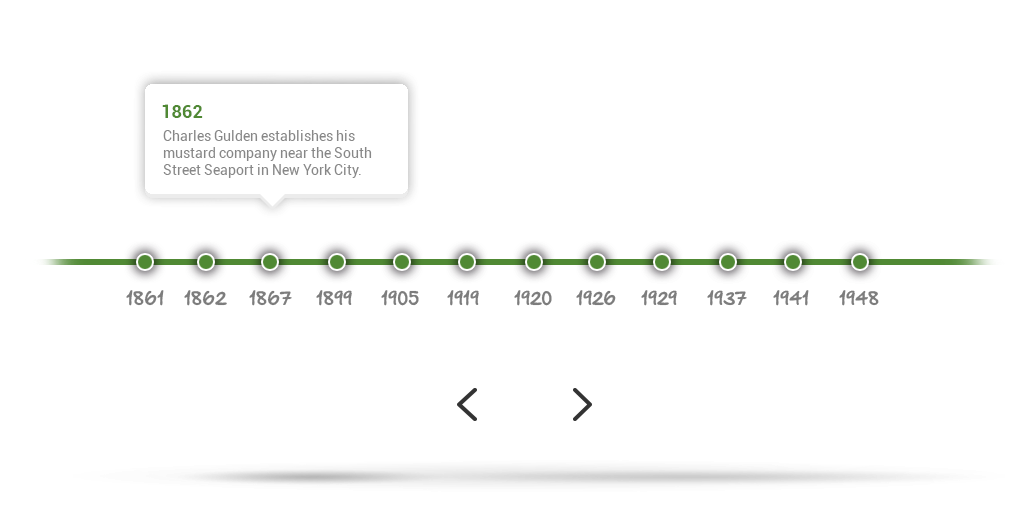 1862
Charles Gulden establishes his
mustard company near the South
Street Seaport in New York City.
1861 1862 1867 1899 1905 1919 1920 1926 1929 1937 1941 1948